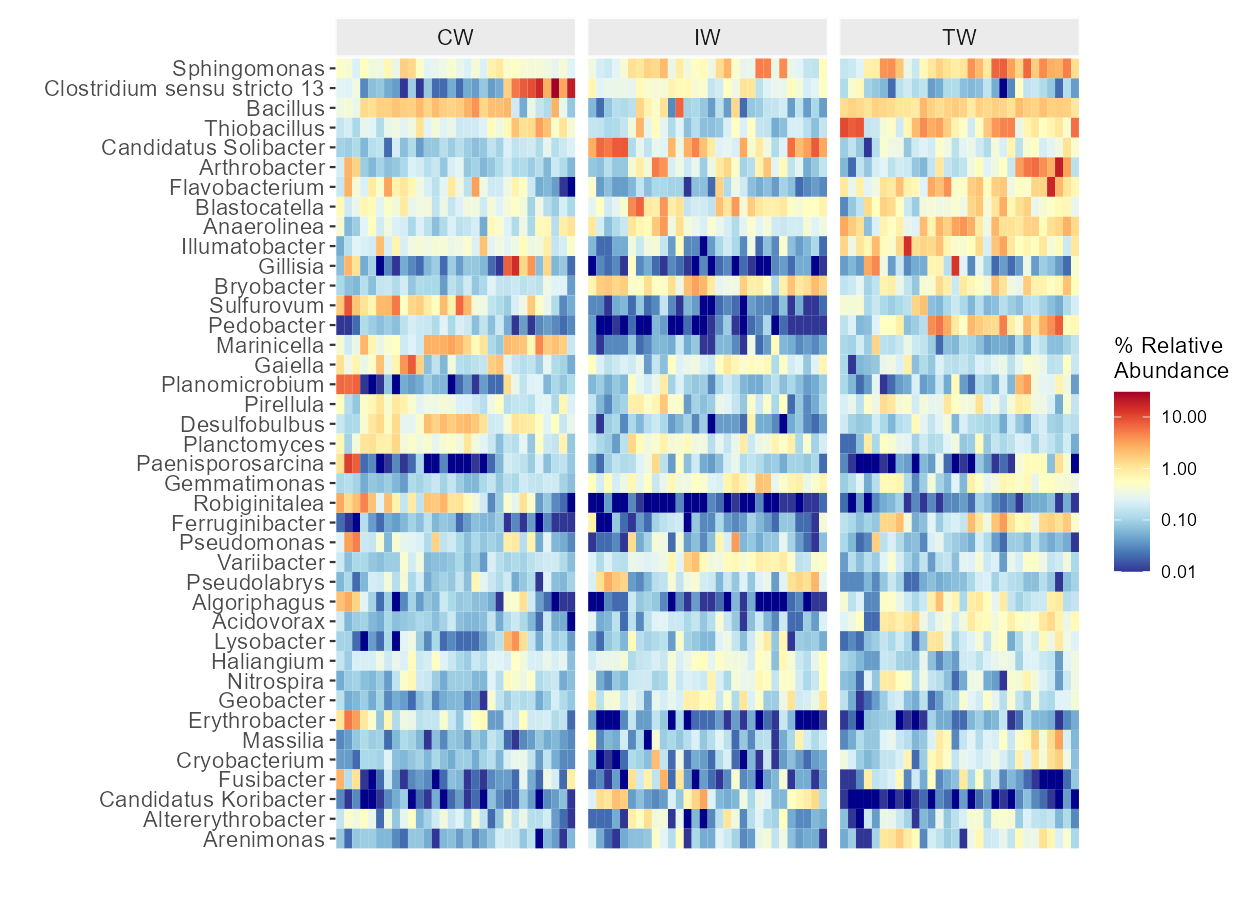 CW
IW
TW
Sphingomonas
Clostridium sensu stricto 13
Bacillus
Thiobacillus
Candidatus Solibacter
Arthrobacter
Flavobacterium
Blastocatella
Anaerolinea
Illumatobacter
Gillisia
Bryobacter
Sulfurovum
Pedobacter
Marinicella
Gaiella
Planomicrobium
Pirellula
Desulfobulbus
Planctomyces
Paenisporosarcina
Gemmatimonas
Robiginitalea
Ferruginibacter
Pseudomonas
Variibacter
Pseudolabrys
Algoriphagus
Acidovorax
Lysobacter
Haliangium
Nitrospira
Geobacter
Erythrobacter
Massilia
Cryobacterium
Fusibacter
Candidatus Koribacter
Altererythrobacter
Arenimonas
% Relative
Abundance
10.00
1.00
0.10
0.01